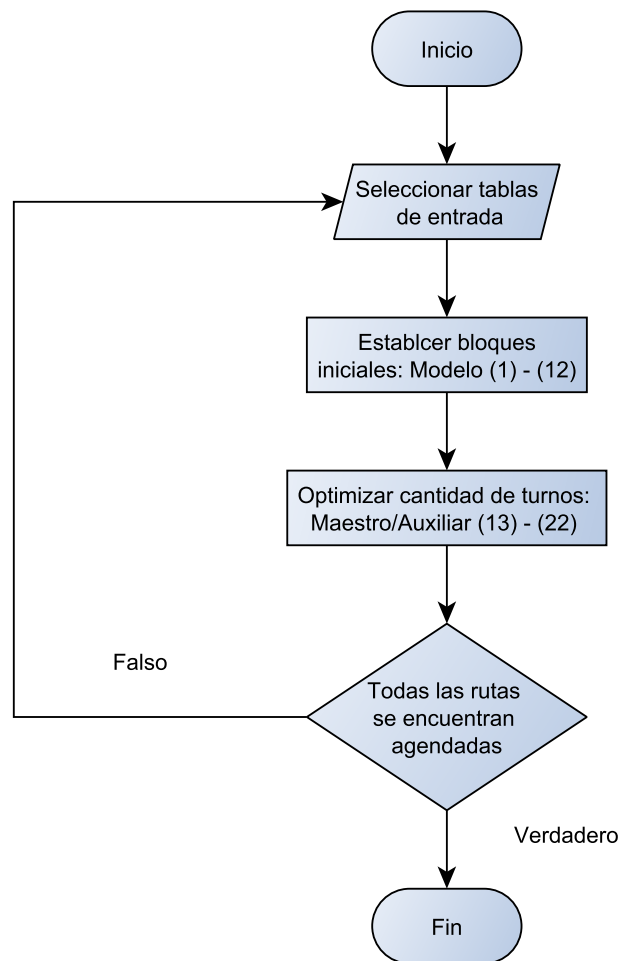 Inicio
Seleccionar tablas
de entrada
Establcer bloques
iniciales: Modelo (1) - (12)
Optimizar cantidad de turnos:
Maestro/Auxiliar (13) - (22)
Falso
Todas las rutas
se encuentran
agendadas
Verdadero
Fin